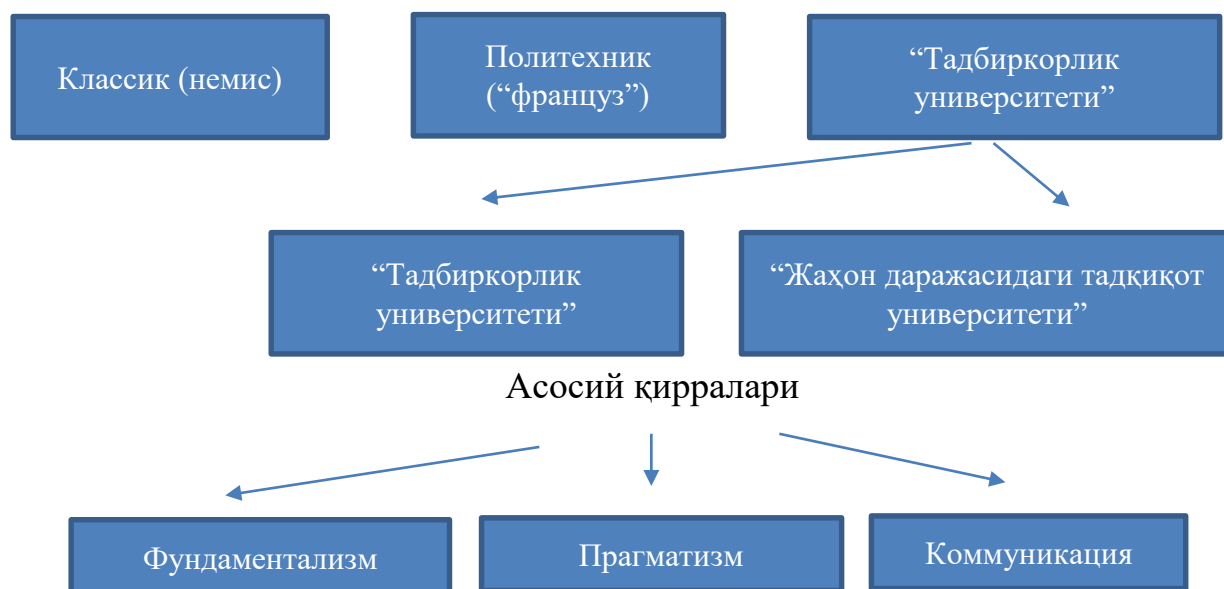 Классик (немис)
Политехник
(“француз”)
“Тадбиркорлик
университети”
“Тадбиркорлик
университети”
“Жаҳон даражасидаги тадқиқот
университети”
Асосий қирралари
Фундаментализм
Прагматизм
Коммуникация